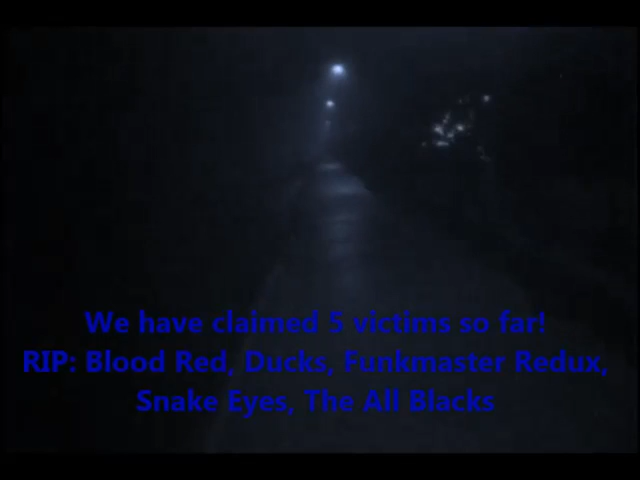 We have claimed 5 victims so far!
RIP: Blood Red, Ducks, Funkmaster Redux,
Snake Eyes, The All Blacks